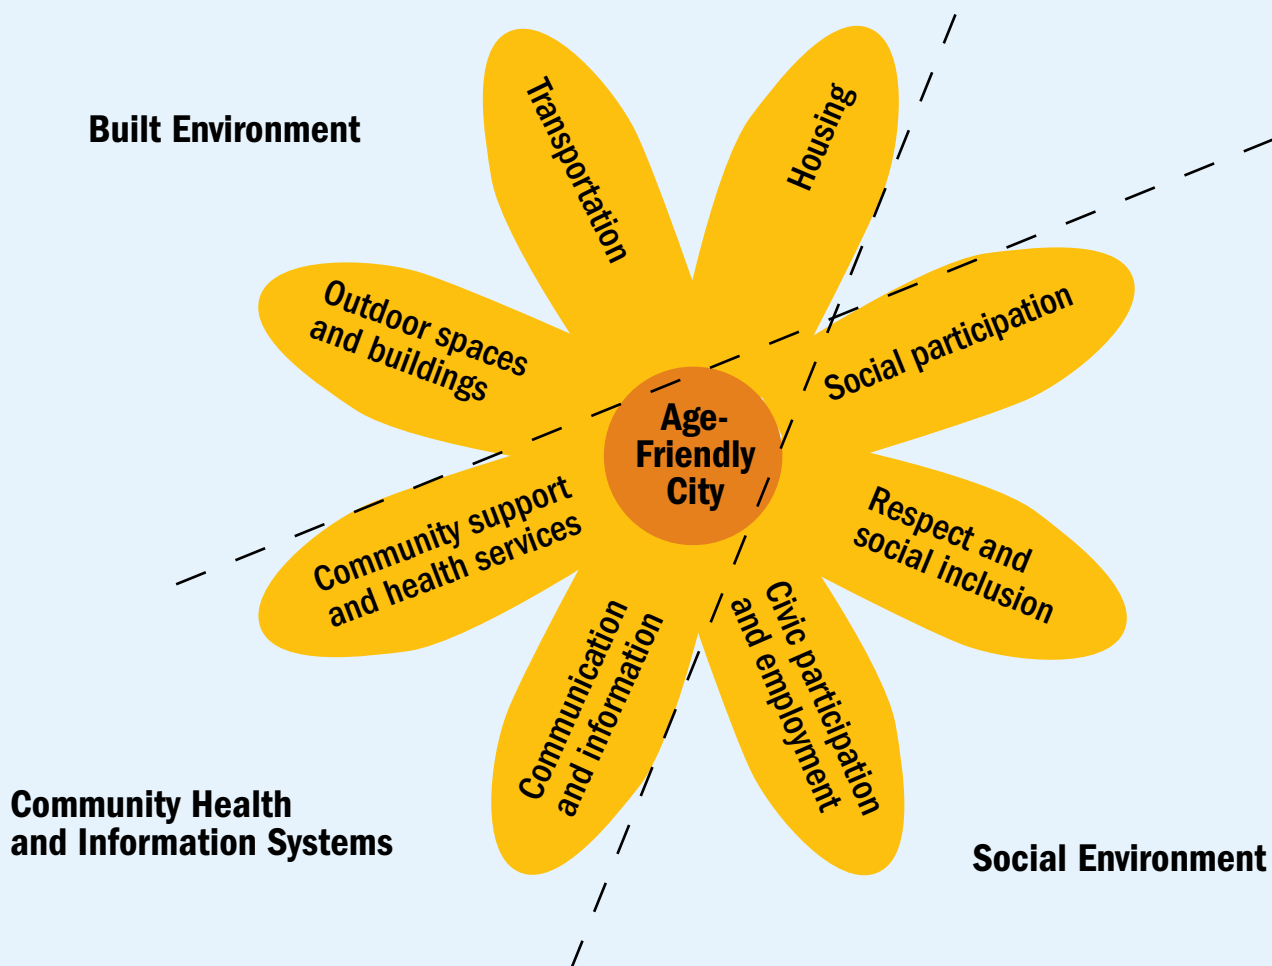 Built Environment
Transportation
Housing
Outdoor spaces
and buildings
Social participation
Age-
Friendly
City
Community support
and health services
Respect and
social inclusion
Communication
and information
Civic participation
and employment
Community Health
and Information Systems
Social Environment